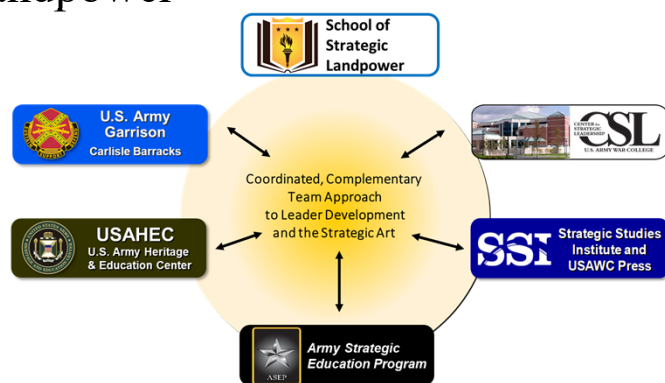 School of
Strategic
Landpower
U.S. Army
Garrison
Carlisle Barracks
CENTER for
STRATEGIC
LEADERSHIP
CSL
U.S. ARMY WAR COLLEGE
Coordinated, Complementary
Team Approach
to Leader Development
and the Strategic Art
USAHEC
U.S. Army Heritage
& Education Center
SSI
Strategic Studies
Institute and
USAWC Press
ASEP
Army Strategic
Education Program